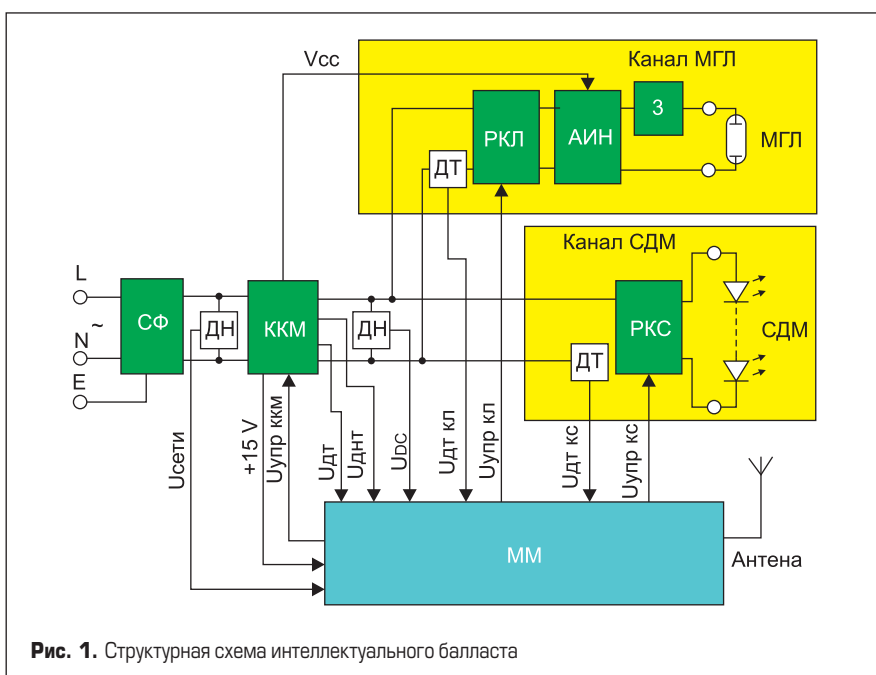 Vcc
Канал МГЛ
РКЛ
АИН
З
МГЛ
ДТ
Канал СДМ
L
N ~
E
СФ
ДН
ККМ
ДН
РКС
СДМ
ДТ
Uсети
+15 V
Uупр ккм
Uдт
Uднт
UDC
Uдт кл
Uупр кл
Uдт кс
Uупр кс
ММ
Антена
Рис. 1. Структурная схема интеллектуального балласта